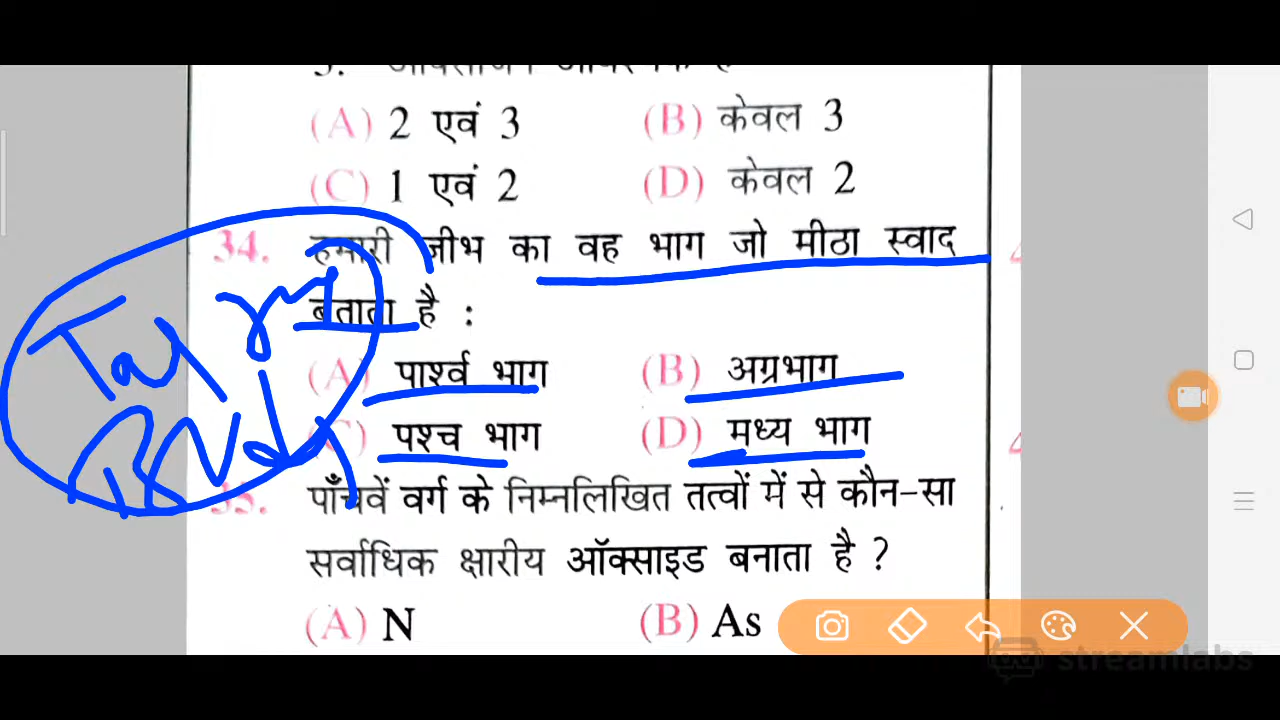 (A) 2 एवं 3 (B) केवल 3
(C) 1 एवं 2 (D) केवल 2
34. हमारी जीभ का वह भाग जो मीठा स्वाद
बताता है :
(A) पार्श्व भाग (B) अग्रभाग
(C) पश्च भाग (D) मध्य भाग
35. पाँचवें वर्ग के निम्नलिखित तत्वों में से कौन-सा
सर्वाधिक क्षारीय ऑक्साइड बनाता है ?
(A) N (B) As
streamlabs